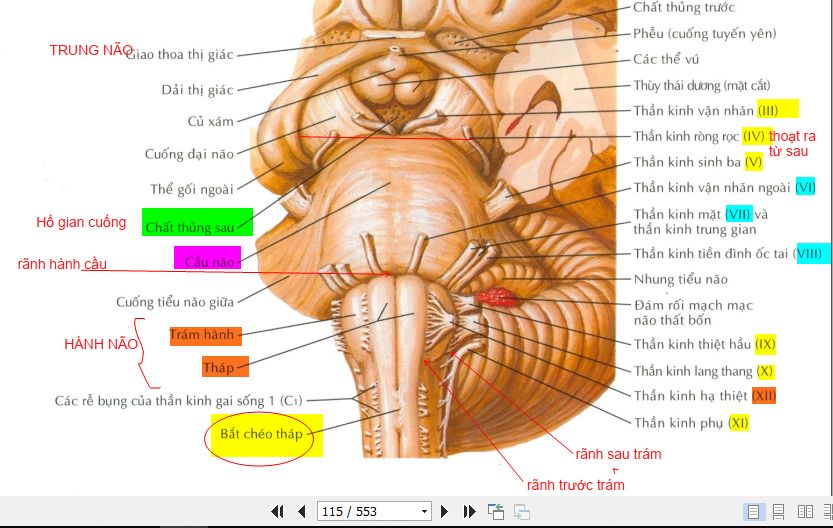 TRUNG NÃO
Giao thoa thị giác
Dải thị giác
Củ xám
Cuống đại não
Thể gối ngoài
Hố gian cuống
Chất thủng sau
Cầu não
rãnh hành cầu
Cuống tiểu não giữa
HÀNH NÃO
Trám hành
Tháp
Các rễ bụng của thần kinh gai sống 1 (C1)
Bắt chéo tháp
Chất thủng trước
Phễu (cuống tuyến yên)
Các thể vú
Thùy thái dương (mặt cắt)
Thần kinh vận nhãn (III)
Thần kinh ròng rọc (IV) thoạt ra
từ sau
Thần kinh sinh ba (V)
Thần kinh vận nhãn ngoài (VI)
Thần kinh mặt (VII) và
thần kinh trung gian
Thần kinh tiền đình ốc tai (VIII)
Nhung tiểu não
Đám rối mạch mạc
não thất bốn
Thần kinh thiệt hầu (IX)
Thần kinh lang thang (X)
Thần kinh hạ thiệt (XII)
Thần kinh phụ (XI)
rãnh sau trám
rãnh trước trám
115 / 553